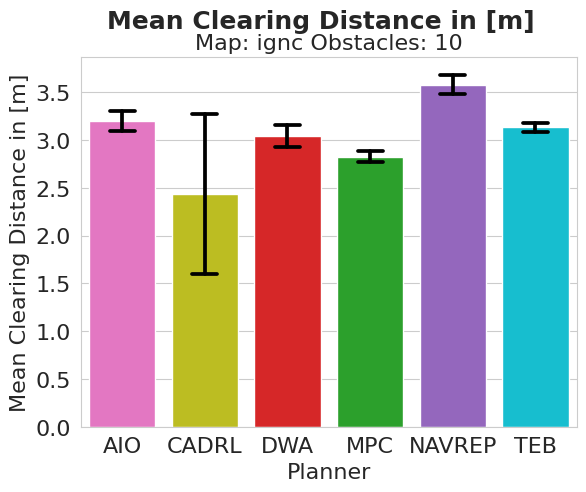 Mean Clearing Distance in [m]
Map: ignc Obstacles: 10
Mean Clearing Distance in [m]
3.5
3.0
2.5
2.0
1.5
1.0
0.5
0.0
AIO CADRL DWA MPC NAVREP TEB
Planner